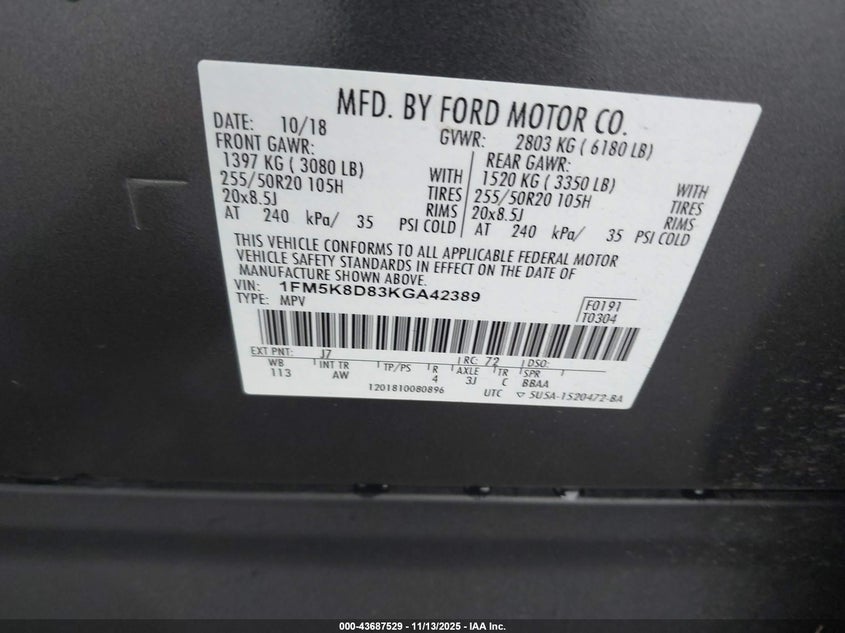 MFD. BY FORD MOTOR CO.
DATE: 10/18 GVWR: 2803 KG ( 6180 LB)
FRONT GAWR: REAR GAWR:
1397 KG ( 3080 LB) WITH 1520 KG ( 3350 LB) WITH
255/50R20 105H TIRES 255/50R20 105H TIRES
20x8.5J RIMS 20x8.5J RIMS
AT 240 kPa/ 35 PSI COLD AT 240 kPa/ 35 PSI COLD
THIS VEHICLE CONFORMS TO ALL APPLICABLE FEDERAL MOTOR
VEHICLE SAFETY STANDARDS IN EFFECT ON THE DATE OF
MANUFACTURE SHOWN ABOVE.
VIN: 1FM5K8D83KGA42389
TYPE: MPV
F0191
T0304
EXT PNT: J7 RC: 72 DSO:
WB INT TR TP/PS R AXLE TR SPR
113 AW 4 3J C BBAA
1201810080896 UTC ▽ 5USA-1520472-BA
000-43687529 - 11/13/2025 - IAA Inc.